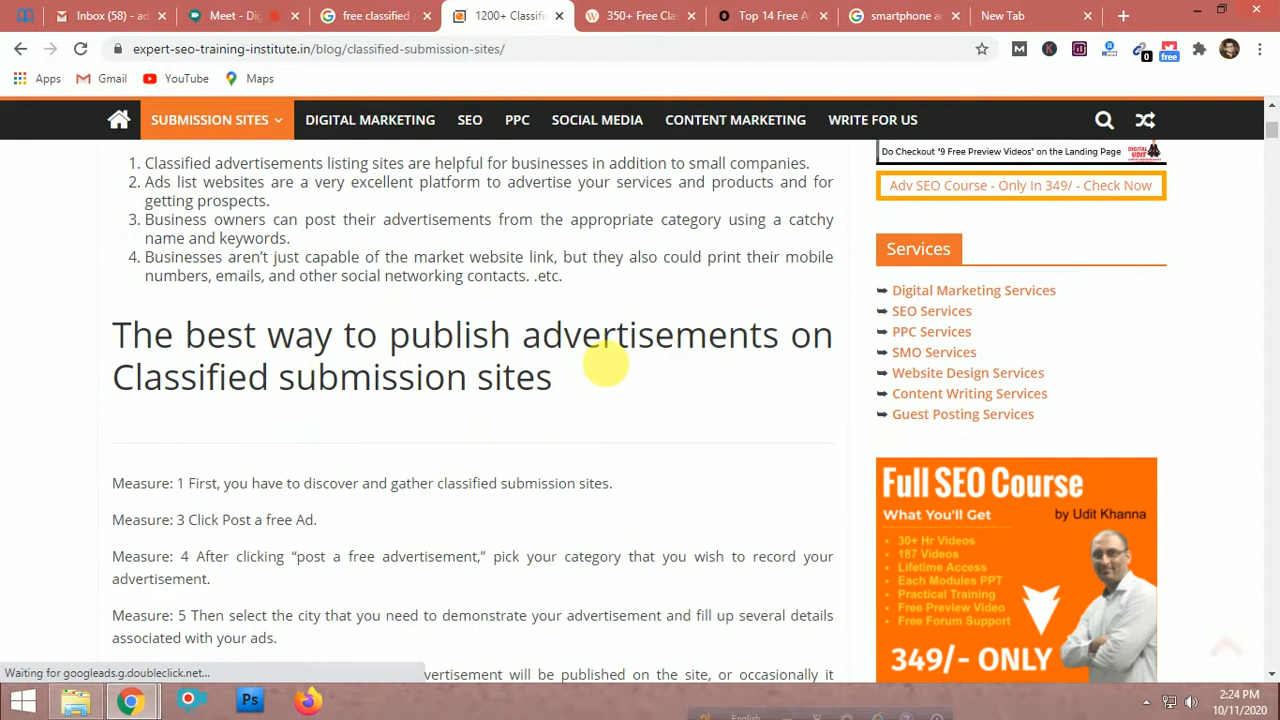 Inbox (58) - ad
Meet - Dig
free classified
1200+ Classifi
350+ Free Clas
Top 14 Free A
smartphone a
New Tab
expert-seo-training-institute.in/blog/classified-submission-sites/
0
free
Apps
Gmail
YouTube
Maps
SUBMISSION SITES
DIGITAL MARKETING
SEO
PPC
SOCIAL MEDIA
CONTENT MARKETING
WRITE FOR US
1. Classified advertisements listing sites are helpful for businesses in addition to small companies.
2. Ads list websites are a very excellent platform to advertise your services and products and for
getting prospects.
3. Business owners can post their advertisements from the appropriate category using a catchy
name and keywords.
4. Businesses aren’t just capable of the market website link, but they also could print their mobile
numbers, emails, and other social networking contacts. .etc.
The best way to publish advertisements on
Classified submission sites
Measure: 1 First, you have to discover and gather classified submission sites.
Measure: 3 Click Post a free Ad.
Measure: 4 After clicking “post a free advertisement,” pick your category that you wish to record your
advertisement.
Measure: 5 Then select the city that you need to demonstrate your advertisement and fill up several details
associated with your ads.
vertisement will be published on the site, or occasionally it
Do Checkout "9 Free Preview Videos" on the Landing Page
DIGITAL
UDIT
Adv SEO Course - Only In 349/- Check Now
Services
Digital Marketing Services
SEO Services
PPC Services
SMO Services
Website Design Services
Content Writing Services
Guest Posting Services
Full SEO Course
What You'll Get
by Udit Khanna
30+ Hr Videos
187 Videos
Lifetime Access
Each Modules PPT
Practical Training
Free Preview Video
Free Forum Support
349/- ONLY
Waiting for googleads.g.doubleclick.net...
Ps
English
2:24 PM
10/11/2020